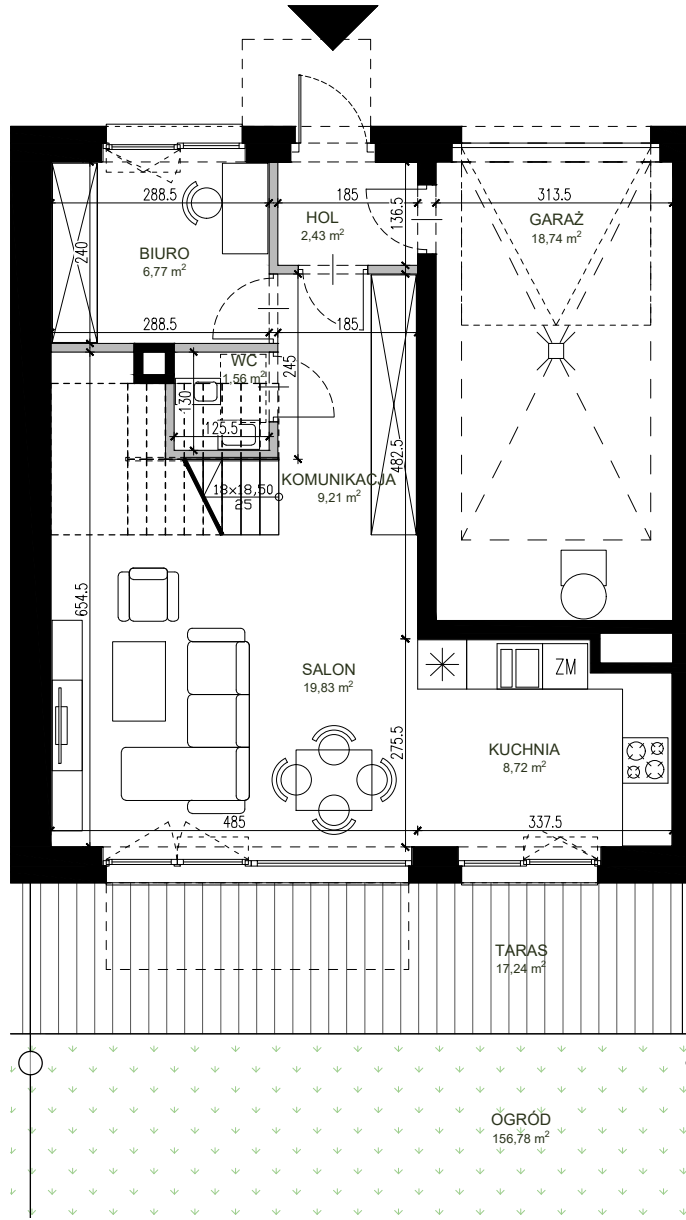 288.5
185
313.5
HOL
2,43 m²
136.5
GARAŻ
18,74 m²
240
BIURO
6,77 m²
288.5
185
WC
1,56 m²
245
130
125.5
482.5
KOMUNIKACJA
9,21 m²
18×18,50
25
654.5
SALON
19,83 m²
ZM
275.5
KUCHNIA
8,72 m²
485
337.5
TARAS
17,24 m²
OGRÓD
156,78 m²